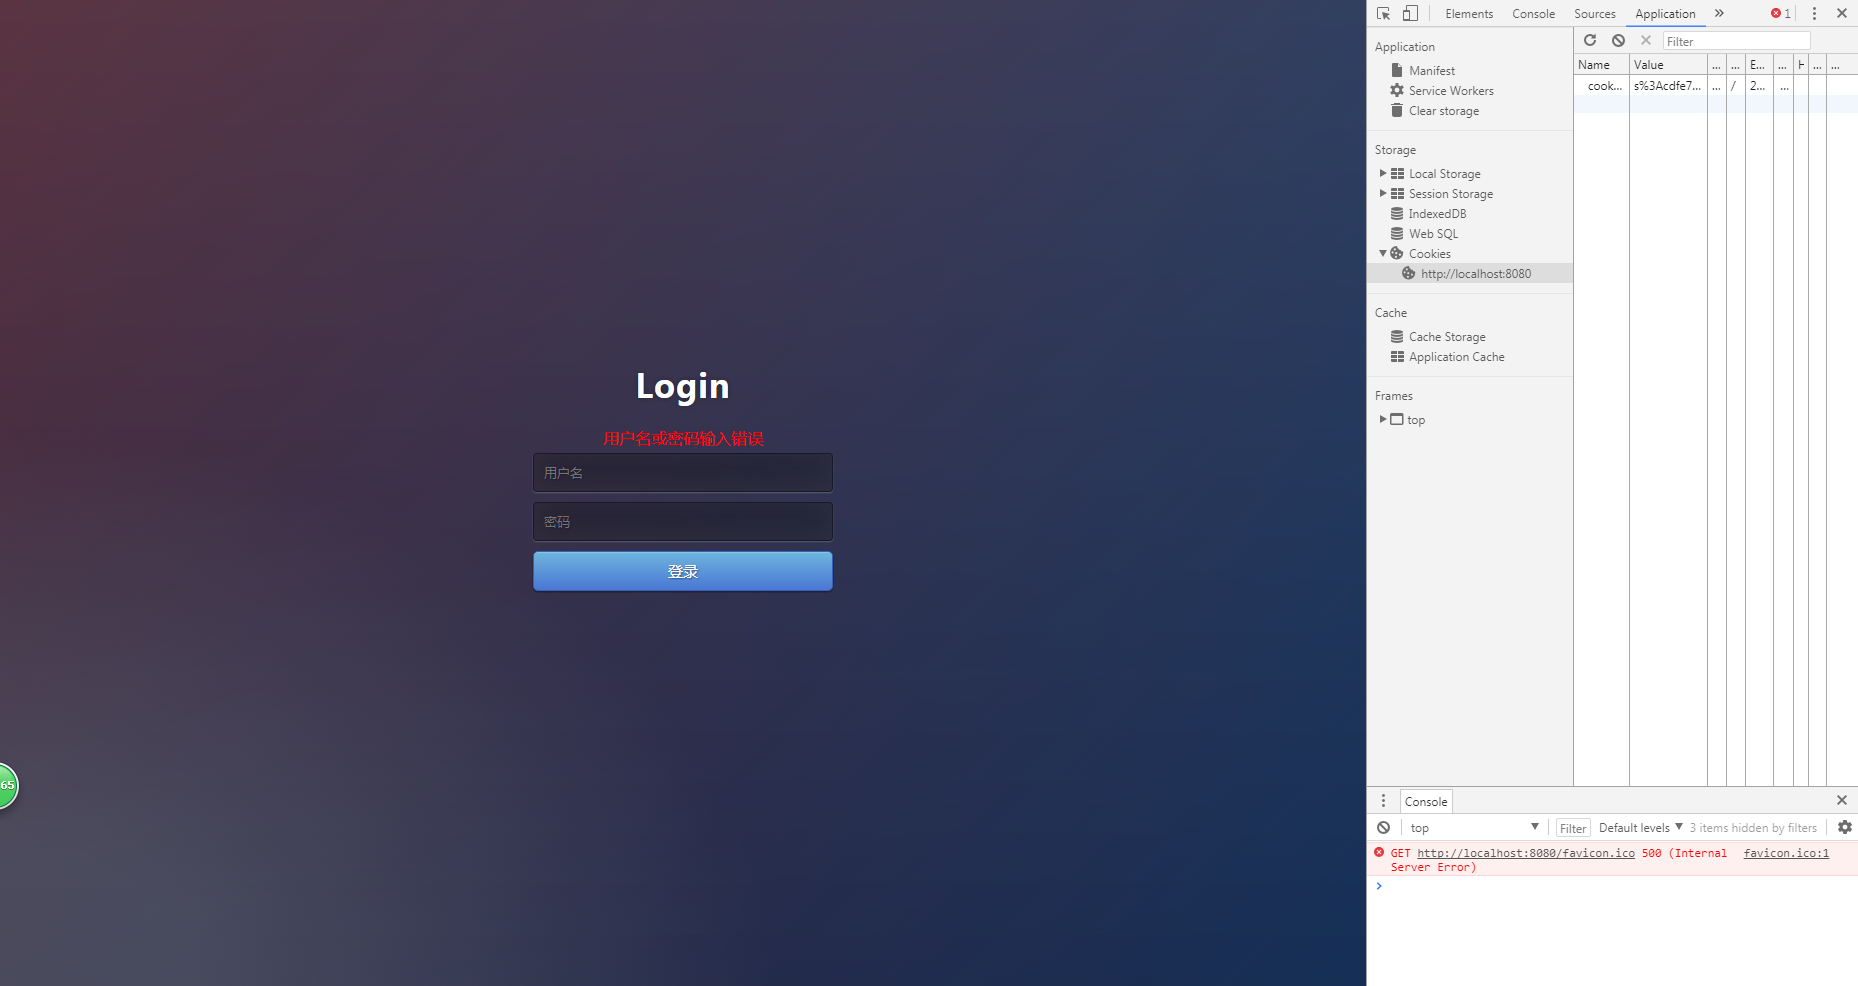 Login
用户名或密码输入错误
用户名
密码
登录
65
Elements Console Sources Application » 1
Application
Manifest
Service Workers
Clear storage
Storage
Local Storage
Session Storage
IndexedDB
Web SQL
Cookies
http://localhost:8080
Cache
Cache Storage
Application Cache
Frames
top
Filter
Name Value ... ... E... ... H ... ...
cook... s%3Acdfe7... ... / 2... ...
Console
top Filter Default levels 3 items hidden by filters
GET http://localhost:8080/favicon.ico 500 (Internal favicon.ico:1
Server Error)